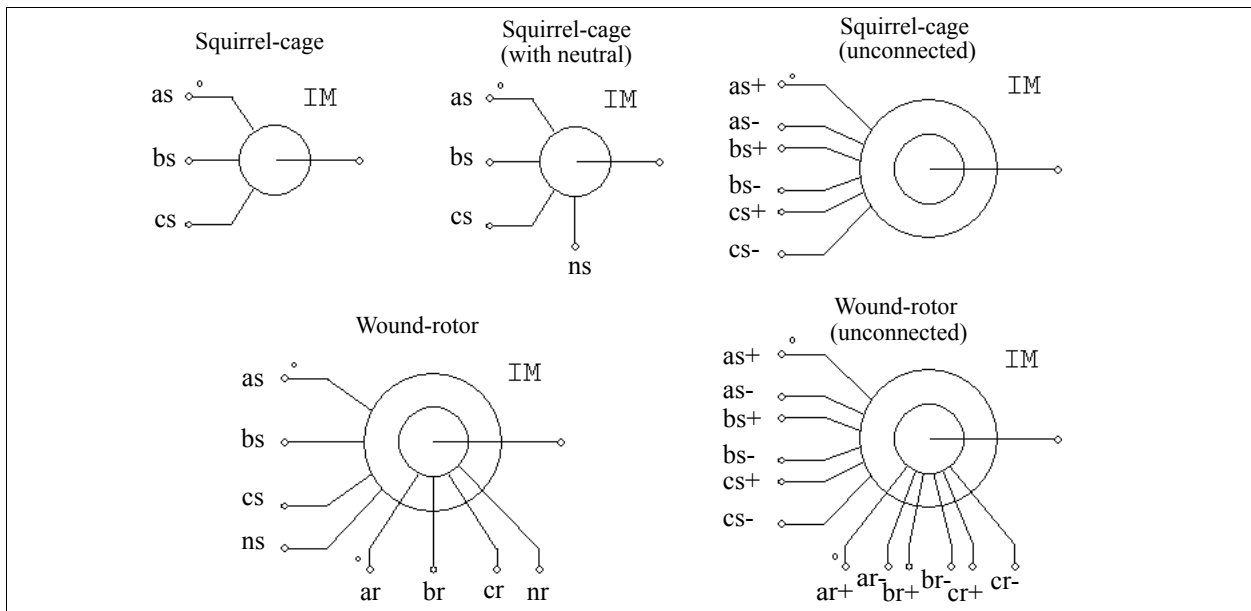 Squirrel-cage
as
bs
cs
IM
Squirrel-cage
(with neutral)
as
bs
cs
IM
ns
Squirrel-cage
(unconnected)
as+
as-
bs+
bs-
cs+
cs-
IM
Wound-rotor
as
bs
cs
ns
IM
ar br cr nr
Wound-rotor
(unconnected)
as+
as-
bs+
bs-
cs+
cs-
IM
ar+ ar- br+ br- cr+ cr-